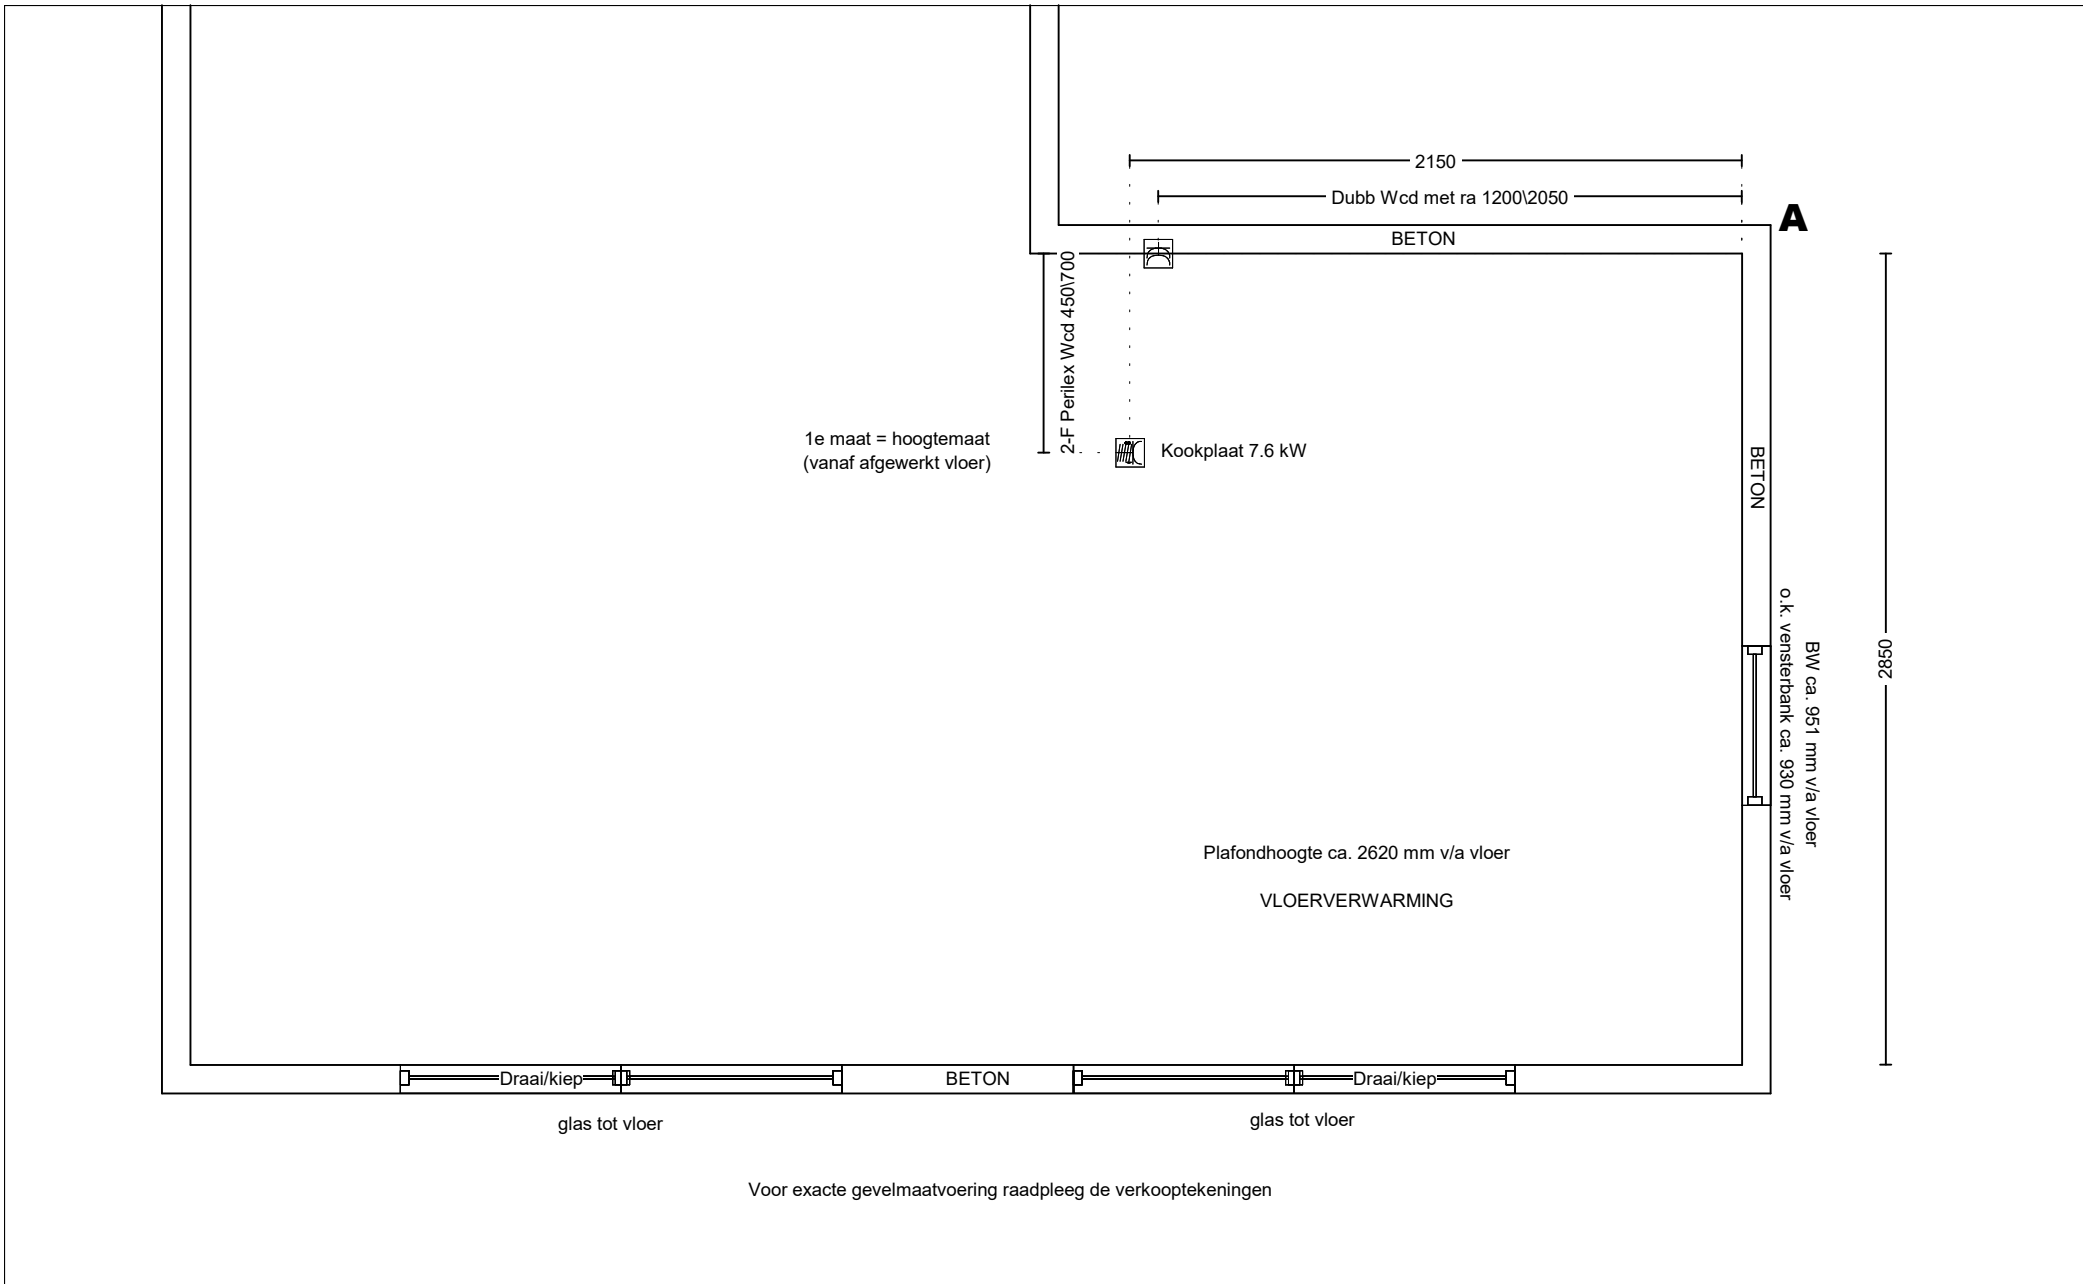 2150
Dubb Wcd met ra 1200\2050
A
BETON
2-F Perilex Wcd 450\700
1e maat = hoogtemaat
(vanaf afgewerkt vloer)
Kookplaat 7.6 kW
BETON
BW ca. 951 mm v/a vloer
o.k. vensterbank ca. 930 mm v/a vloer
2850
Plafondhoogte ca. 2620 mm v/a vloer
VLOERVERWARMING
Draai/kiep
BETON
Draai/kiep
glas tot vloer
glas tot vloer
Voor exacte gevelmaatvoering raadpleeg de verkooptekeningen